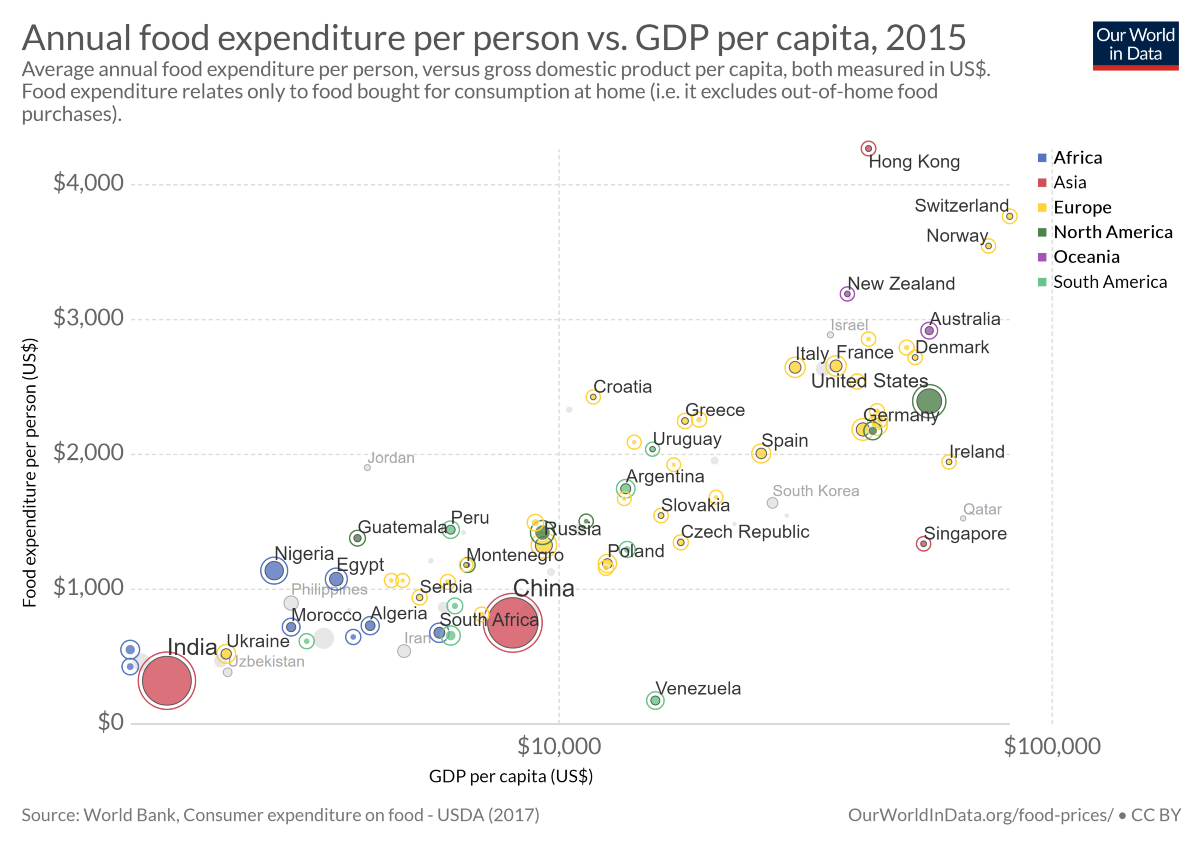 Annual food expenditure per person vs. GDP per capita, 2015
Our World
in Data
Average annual food expenditure per person, versus gross domestic product per capita, both measured in US$.
Food expenditure relates only to food bought for consumption at home (i.e. it excludes out-of-home food
purchases).
Hong Kong
Africa
Asia
Europe
North America
Oceania
South America
$4,000
Switzerland
Norway
New Zealand
$3,000
Australia
Israel
Italy
France
Denmark
United States
Croatia
Greece
Germany
Uruguay
Spain
$2,000
Ireland
Jordan
Argentina
South Korea
Slovakia
Qatar
Guatemala
Peru
Russia
Czech Republic
Singapore
Nigeria
Egypt
Montenegro
Poland
$1,000
Philippines
Serbia
China
Morocco
Algeria
South Africa
India
Ukraine
Iran
Uzbekistan
Venezuela
$0
$10,000
$100,000
Food expenditure per person (US$)
GDP per capita (US$)
Source: World Bank, Consumer expenditure on food - USDA (2017)
OurWorldInData.org/food-prices/ • CC BY